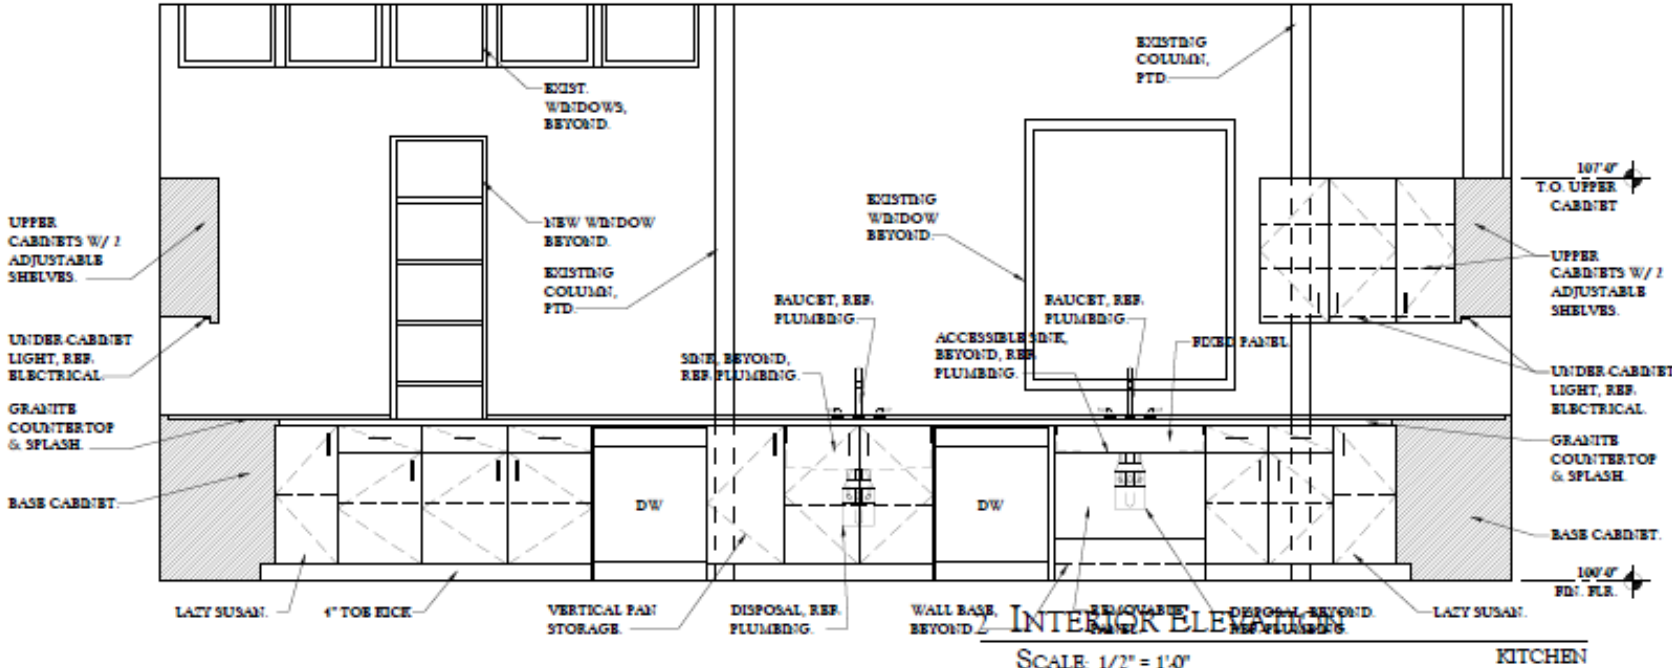 EXISTING
COLUMN,
PTD.
EXIST.
WINDOWS,
BEYOND.
107'-0"
T.O. UPPER
CABINET
UPPER
CABINETS W/ 2
ADJUSTABLE
SHELVES.
NEW WINDOW
BEYOND.
EXISTING
WINDOW
BEYOND.
EXISTING
COLUMN,
PTD.
UPPER
CABINETS W/ 2
ADJUSTABLE
SHELVES.
FAUCET, REF.
PLUMBING.
FAUCET, REF.
PLUMBING.
UNDER-CABINET
LIGHT, REF.
ELECTRICAL.
SINK, BEYOND,
REF. PLUMBING.
ACCESSIBLE SINK,
BEYOND, REF.
PLUMBING.
FIXED PANEL.
UNDER-CABINET
LIGHT, REF.
ELECTRICAL.
GRANITE
COUNTERTOP
& SPLASH.
GRANITE
COUNTERTOP
& SPLASH.
BASE CABINET.
DW
DW
BASE CABINET.
100'-0"
FIN. FLR.
LAZY SUSAN.
4" TOE KICK
VERTICAL PAN
STORAGE.
DISPOSAL, REF.
PLUMBING.
WALL BASE,
BEYOND.
REMOVABLE
PANEL.
DISPOSAL, BEYOND.
REF. PLUMBING.
LAZY SUSAN.
2 INTERIOR ELEVATION
SCALE: 1/2" = 1'-0"
KITCHEN